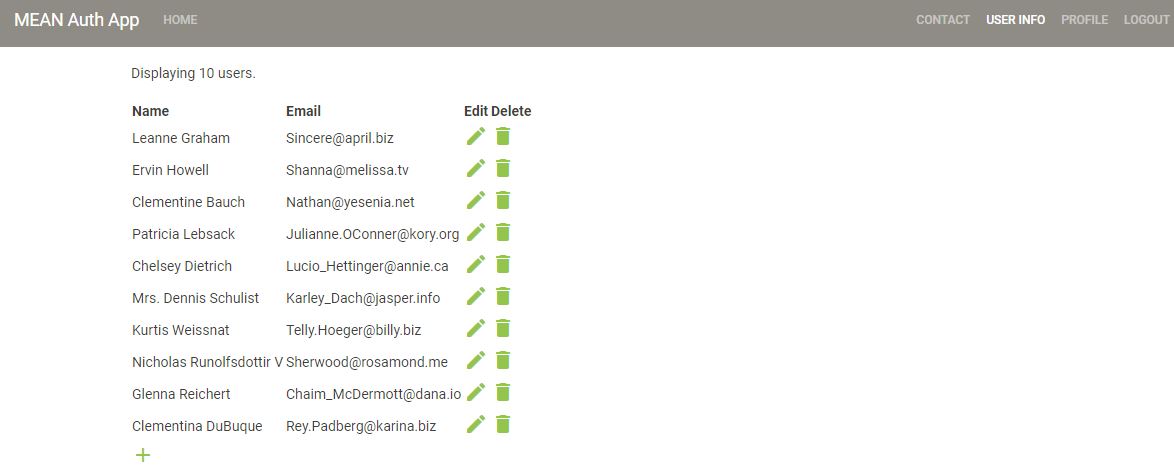 MEAN Auth App HOME CONTACT USER INFO PROFILE LOGOUT
Displaying 10 users.
Name Email Edit Delete
Leanne Graham Sincere@april.biz
Ervin Howell Shanna@melissa.tv
Clementine Bauch Nathan@yesenia.net
Patricia Lebsack Julianne.OConner@kory.org
Chelsey Dietrich Lucio_Hettinger@annie.ca
Mrs. Dennis Schulist Karley_Dach@jasper.info
Kurtis Weissnat Telly.Hoeger@billy.biz
Nicholas Runolfsdottir V Sherwood@rosamond.me
Glenna Reichert Chaim_McDermott@dana.io
Clementina DuBuque Rey.Padberg@karina.biz